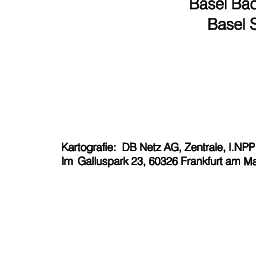 Basel Bad
Basel S
Kartografie: DB Netz AG, Zentrale, I.NPP
Im Galluspark 23, 60326 Frankfurt am Ma